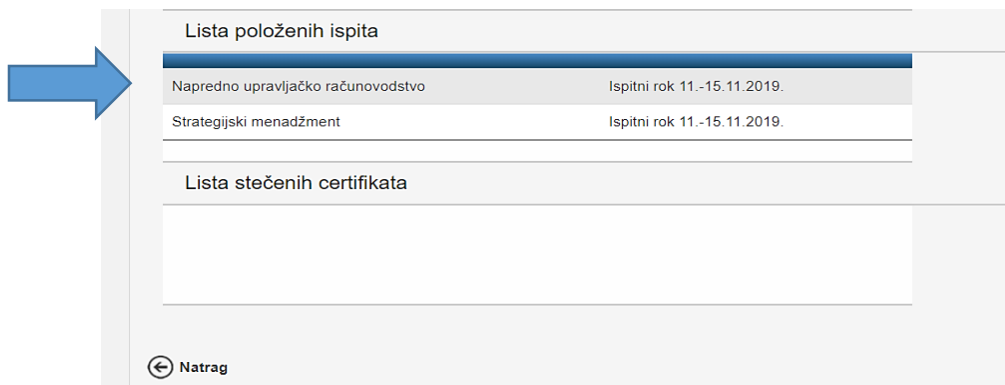 Lista položenih ispita
Napredno upravljačko računovodstvo Ispitni rok 11.-15.11.2019.
Strategijski menadžment Ispitni rok 11.-15.11.2019.
Lista stečenih certifikata
Natrag